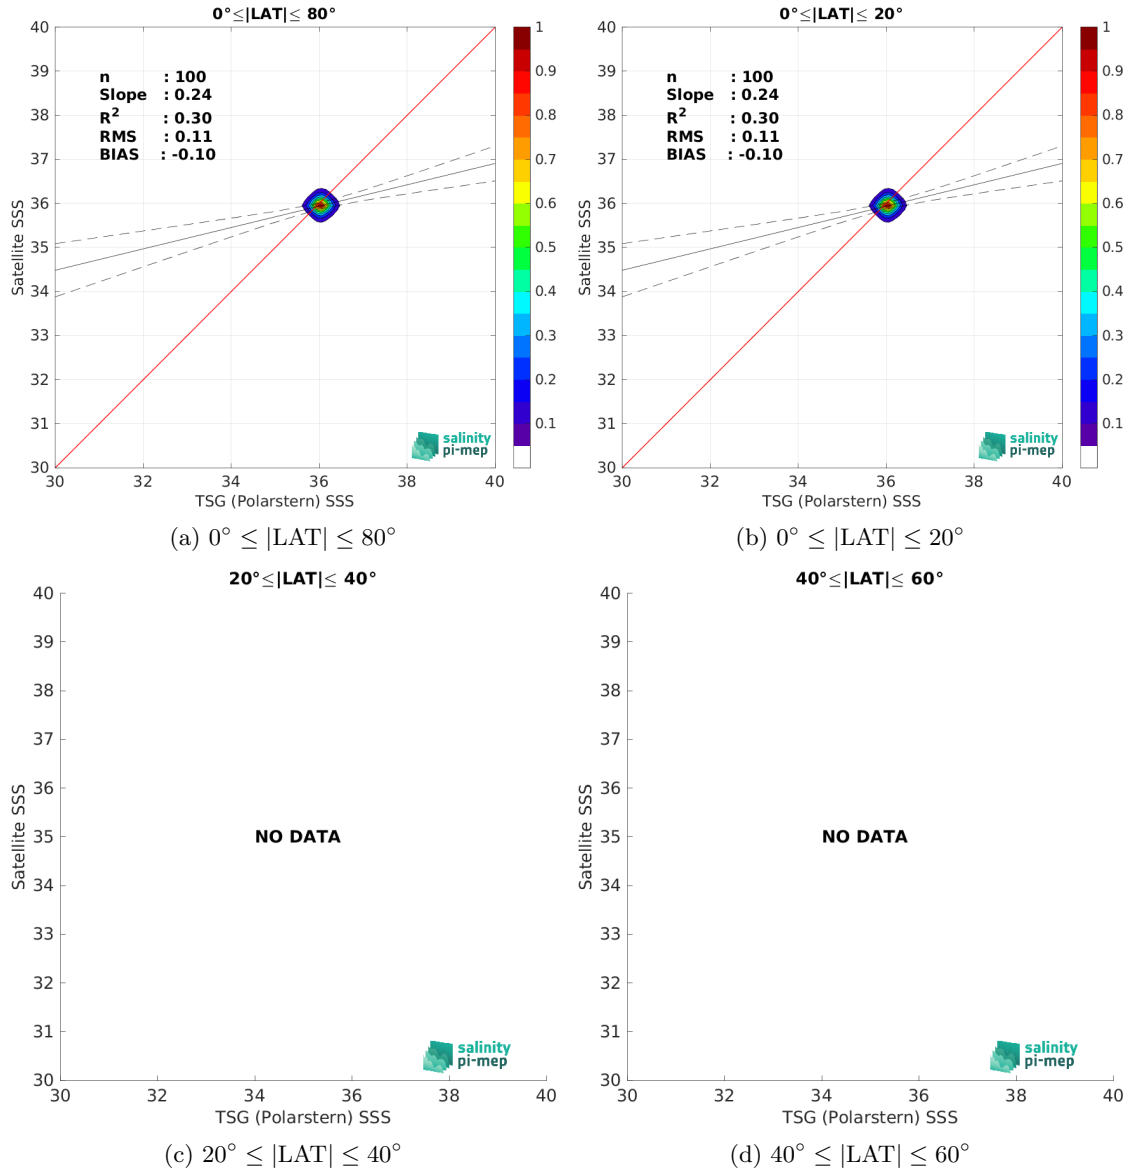 0°≤|LAT|≤ 80°
40
39
38
37
36
35
34
33
32
31
30
Satellite SSS
n : 100
Slope : 0.24
R² : 0.30
RMS : 0.11
BIAS : -0.10
salinity
pi-mep
30 32 34 36 38 40
TSG (Polarstern) SSS
1
0.9
0.8
0.7
0.6
0.5
0.4
0.3
0.2
0.1
(a) 0° ≤ |LAT| ≤ 80°
0°≤|LAT|≤ 20°
40
39
38
37
36
35
34
33
32
31
30
Satellite SSS
n : 100
Slope : 0.24
R² : 0.30
RMS : 0.11
BIAS : -0.10
salinity
pi-mep
30 32 34 36 38 40
TSG (Polarstern) SSS
1
0.9
0.8
0.7
0.6
0.5
0.4
0.3
0.2
0.1
(b) 0° ≤ |LAT| ≤ 20°
20°≤|LAT|≤ 40°
40
39
38
37
36
35
34
33
32
31
30
Satellite SSS
NO DATA
salinity
pi-mep
30 32 34 36 38 40
TSG (Polarstern) SSS
(c) 20° ≤ |LAT| ≤ 40°
40°≤|LAT|≤ 60°
40
39
38
37
36
35
34
33
32
31
30
Satellite SSS
NO DATA
salinity
pi-mep
30 32 34 36 38 40
TSG (Polarstern) SSS
(d) 40° ≤ |LAT| ≤ 60°